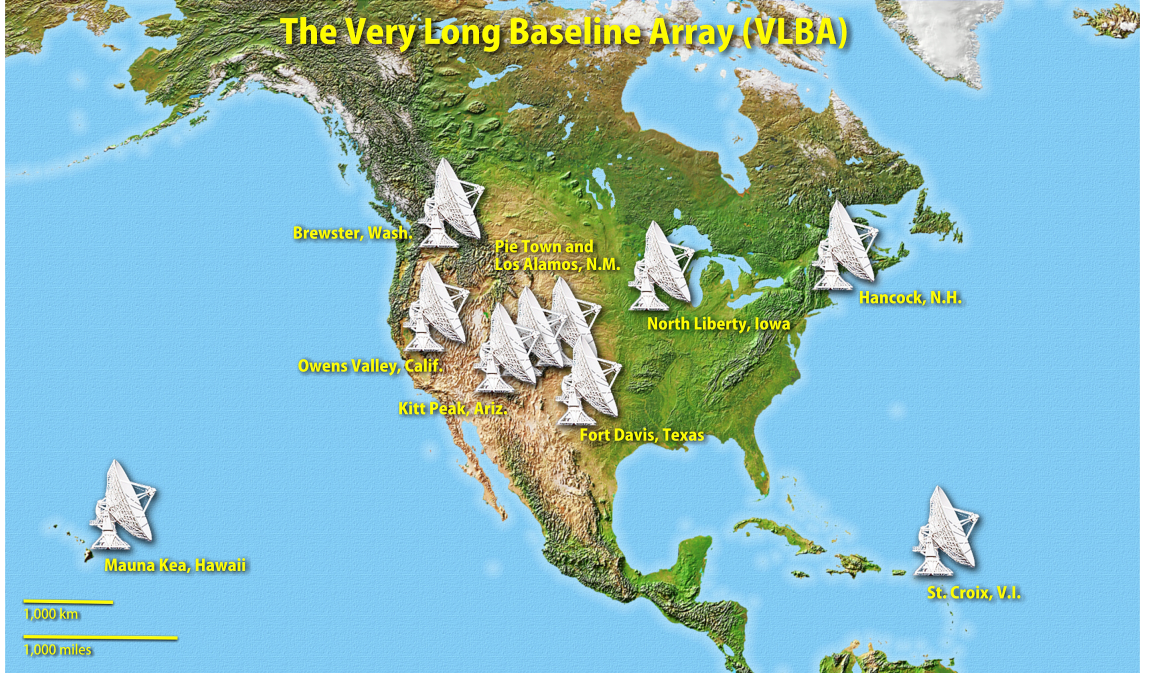 The Very Long Baseline Array (VLBA)
Brewster, Wash.
Pie Town and
Los Alamos, N.M.
Hancock, N.H.
North Liberty, Iowa
Owens Valley, Calif.
Kitt Peak, Ariz.
Fort Davis, Texas
Mauna Kea, Hawaii
St. Croix, V.I.
1,000 km
1,000 miles